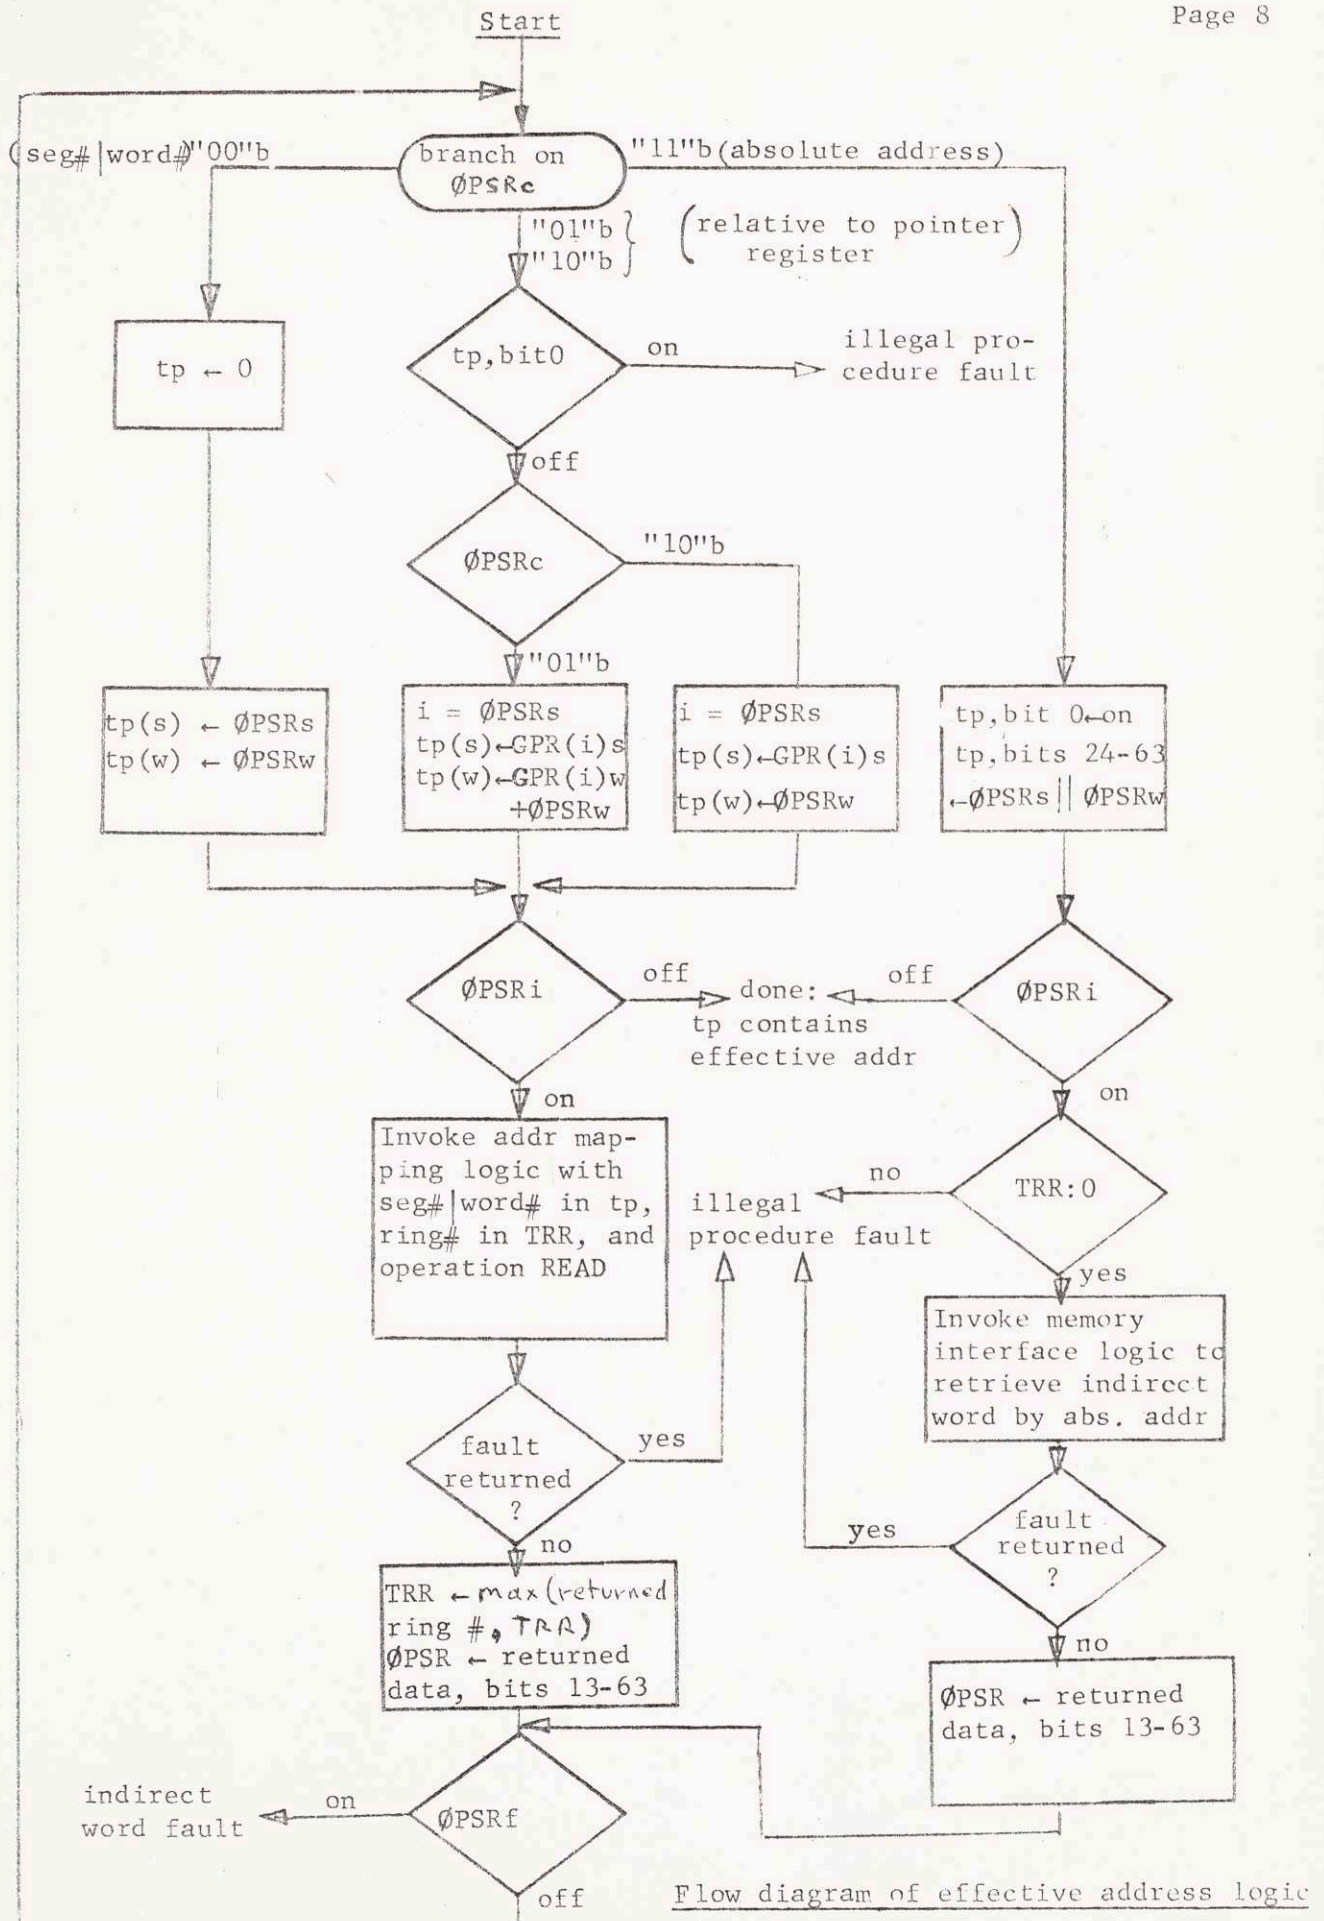 Page 8
Start
(seg#|word#)"00"b
branch on
ØPSRc
"11"b(absolute address)
"01"b
"10"b
(relative to pointer)
register
tp ← 0
tp,bit0
on
illegal pro-
cedure fault
off
ØPSRc
"10"b
"01"b
tp(s) ← ØPSRs
tp(w) ← ØPSRw
i = ØPSRs
tp(s)←GPR(i)s
tp(w)←GPR(i)w
+ØPSRw
i = ØPSRs
tp(s)←GPR(i)s
tp(w)←ØPSRw
tp,bit 0←on
tp,bits 24-63
←ØPSRs|| ØPSRw
ØPSRi
off
done:
tp contains
effective addr
off
ØPSRi
on
on
Invoke addr map-
ping logic with
seg#|word# in tp,
ring# in TRR, and
operation READ
illegal
procedure fault
no
TRR:0
yes
Invoke memory
interface logic to
retrieve indirect
word by abs. addr
fault
returned
?
yes
no
yes
fault
returned
?
no
TRR ← max(returned
ring #, TRR)
ØPSR ← returned
data, bits 13-63
ØPSR ← returned
data, bits 13-63
indirect
word fault
on
ØPSRf
off
Flow diagram of effective address logic